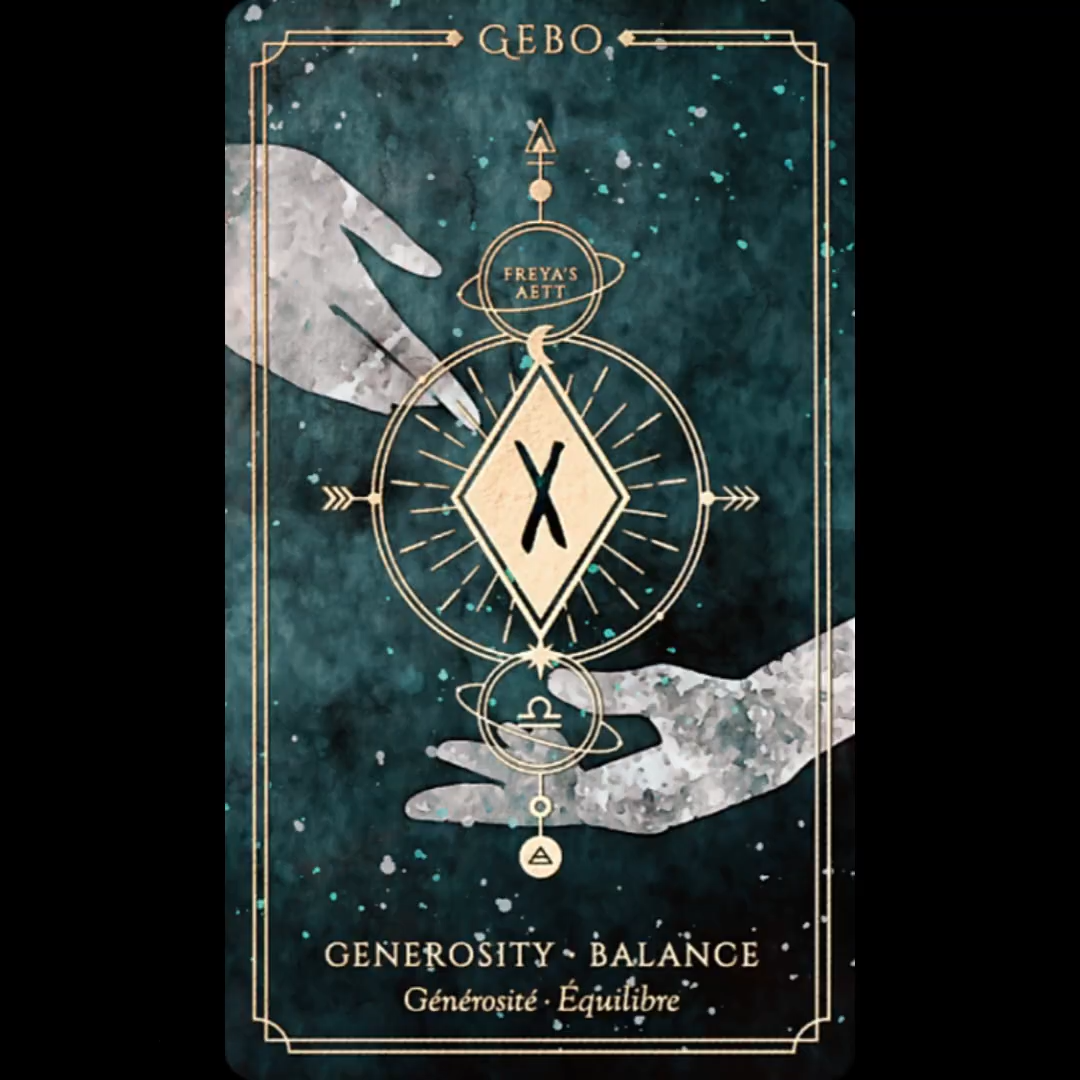 GEBO
FREYA'S
AETT
GENEROSITY · BALANCE
Générosité · Équilibre